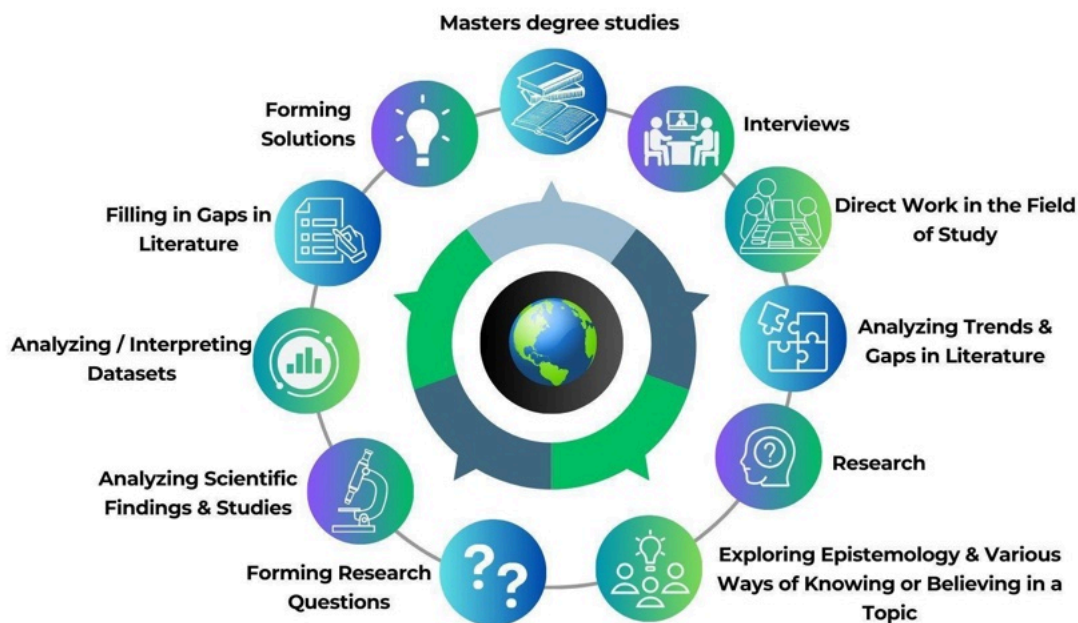 Masters degree studies
Interviews
Direct Work in the Field
of Study
Analyzing Trends &
Gaps in Literature
Research
?
Exploring Epistemology & Various
Ways of Knowing or Believing in a
Topic
??
Forming Research
Questions
Analyzing Scientific
Findings & Studies
Analyzing / Interpreting
Datasets
Filling in Gaps in
Literature
Forming
Solutions